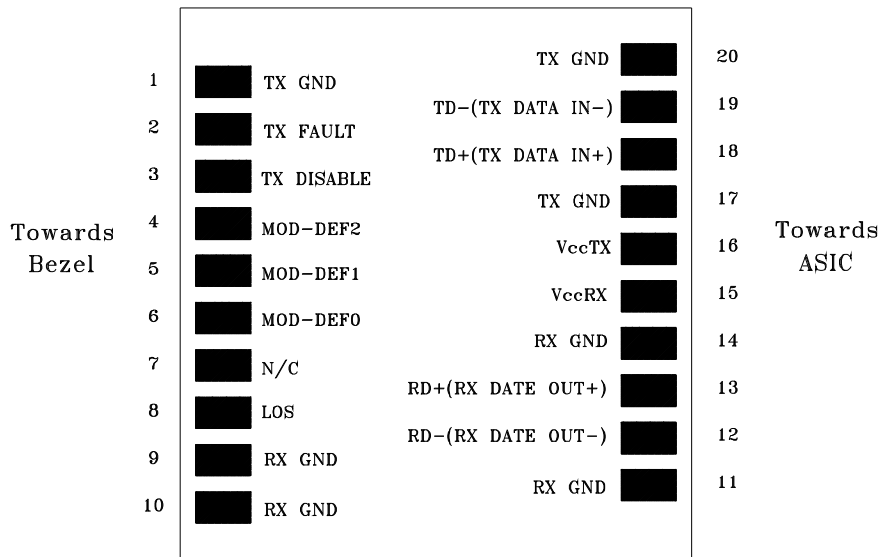 Towards
Bezel
1 TX GND
2 TX FAULT
3 TX DISABLE
4 MOD-DEF2
5 MOD-DEF1
6 MOD-DEF0
7 N/C
8 LOS
9 RX GND
10 RX GND
TX GND 20
TD-(TX DATA IN-) 19
TD+(TX DATA IN+) 18
TX GND 17
VccTX 16
VccRX 15
RX GND 14
RD+(RX DATE OUT+) 13
RD-(RX DATE OUT-) 12
RX GND 11
Towards
ASIC